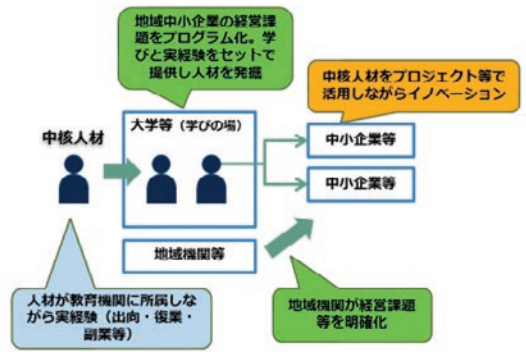 地域中小企業の経営課
題をプログラム化。学
びと実経験をセットで
提供し人材を発掘
中核人材をプロジェクト等で
活用しながらイノベーション
大学等（学びの場）
中核人材
中小企業等
中小企業等
地域機関等
人材が教育機関に所属しな
がら実経験（出向・復業・
副業等）
地域機関が経営課題
等を明確化